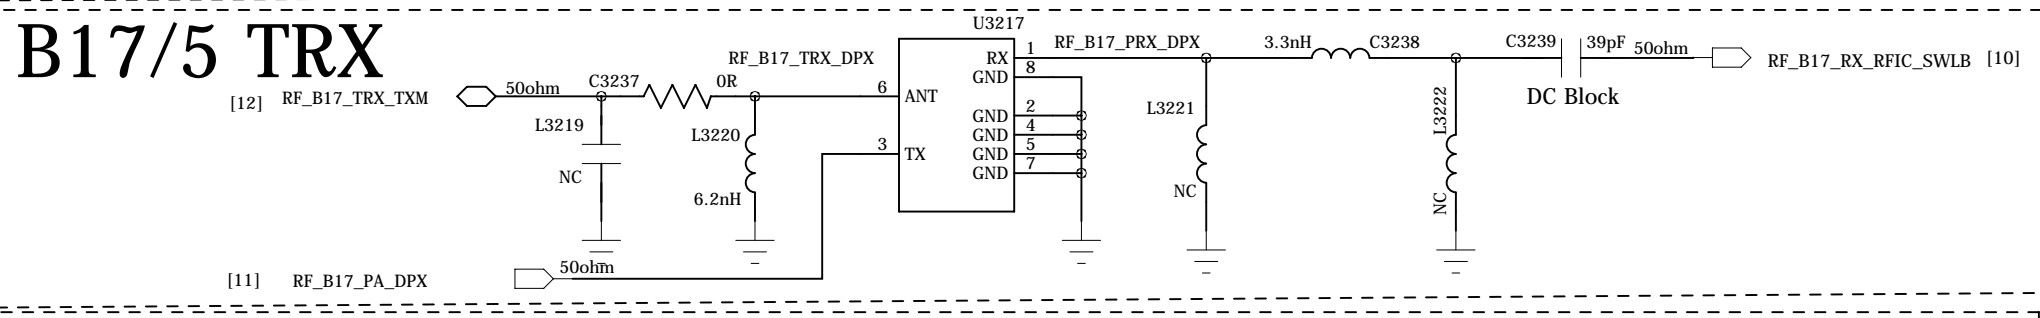 B17/5 TRX
U3217
RF_B17_TRX_DPX
RX
1
RF_B17_PRX_DPX
3.3nH
C3238
C3239
39pF
50ohm
RF_B17_RX_RFIC_SWLB
[10]
GND
8
DC Block
[12]
RF_B17_TRX_TXM
50ohm
C3237
0R
6
ANT
GND
2
L3219
L3220
GND
4
L3221
L3222
3
TX
GND
5
GND
7
NC
6.2nH
NC
NC
[11]
RF_B17_PA_DPX
50ohm